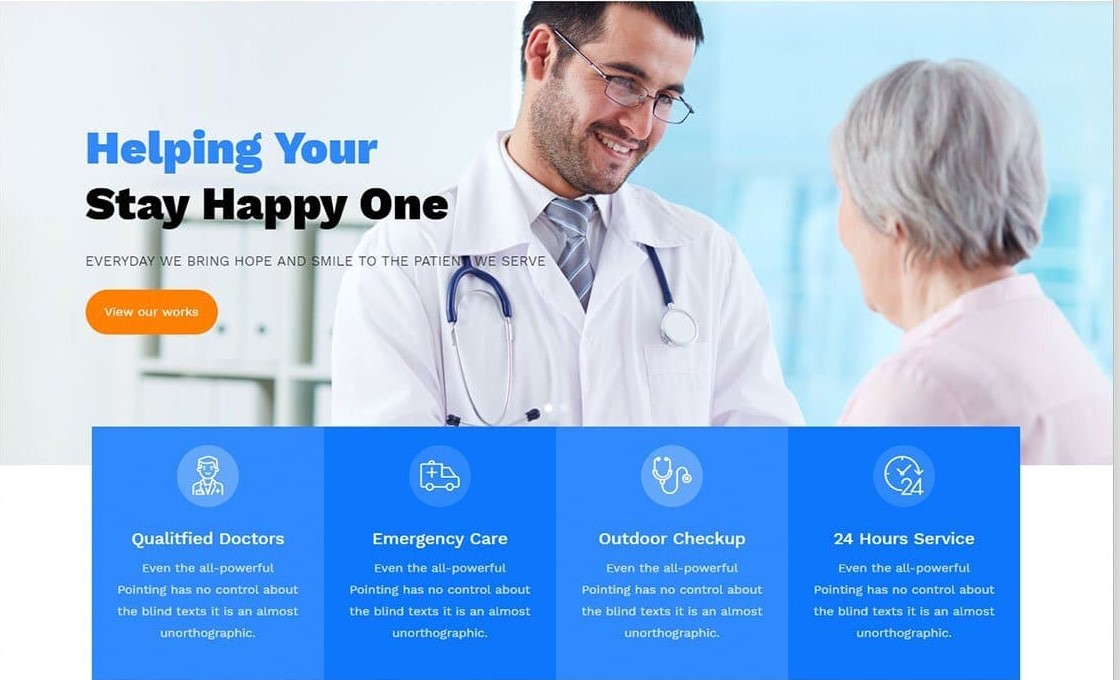 Helping Your
Stay Happy One
EVERYDAY WE BRING HOPE AND SMILE TO THE PATIENT WE SERVE
View our works
Qualitfied Doctors
Even the all-powerful
Pointing has no control about
the blind texts it is an almost
unorthographic.
Emergency Care
Even the all-powerful
Pointing has no control about
the blind texts it is an almost
unorthographic.
Outdoor Checkup
Even the all-powerful
Pointing has no control about
the blind texts it is an almost
unorthographic.
24
24 Hours Service
Even the all-powerful
Pointing has no control about
the blind texts it is an almost
unorthographic.